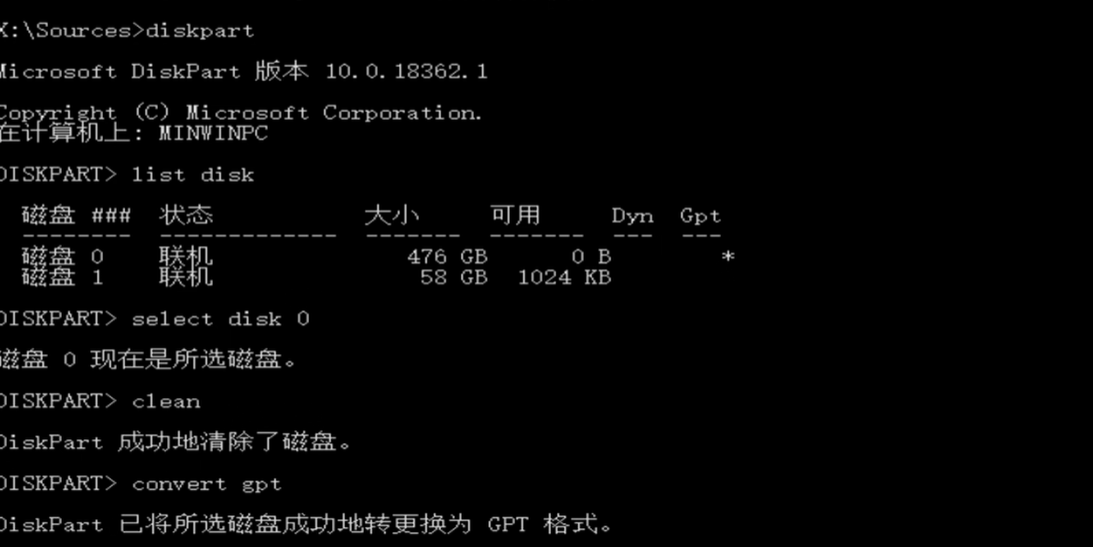 X:\Sources>diskpart
Microsoft DiskPart 版本 10.0.18362.1
Copyright (C) Microsoft Corporation.
在计算机上: MINWINPC
DISKPART> list disk
磁盘 ### 状态 大小 可用 Dyn Gpt
-------- ------------- ------- ------- --- ---
磁盘 0 联机 476 GB 0 B *
磁盘 1 联机 58 GB 1024 KB
DISKPART> select disk 0
磁盘 0 现在是所选磁盘。
DISKPART> clean
DiskPart 成功地清除了磁盘。
DISKPART> convert gpt
DiskPart 已将所选磁盘成功地转更换为 GPT 格式。